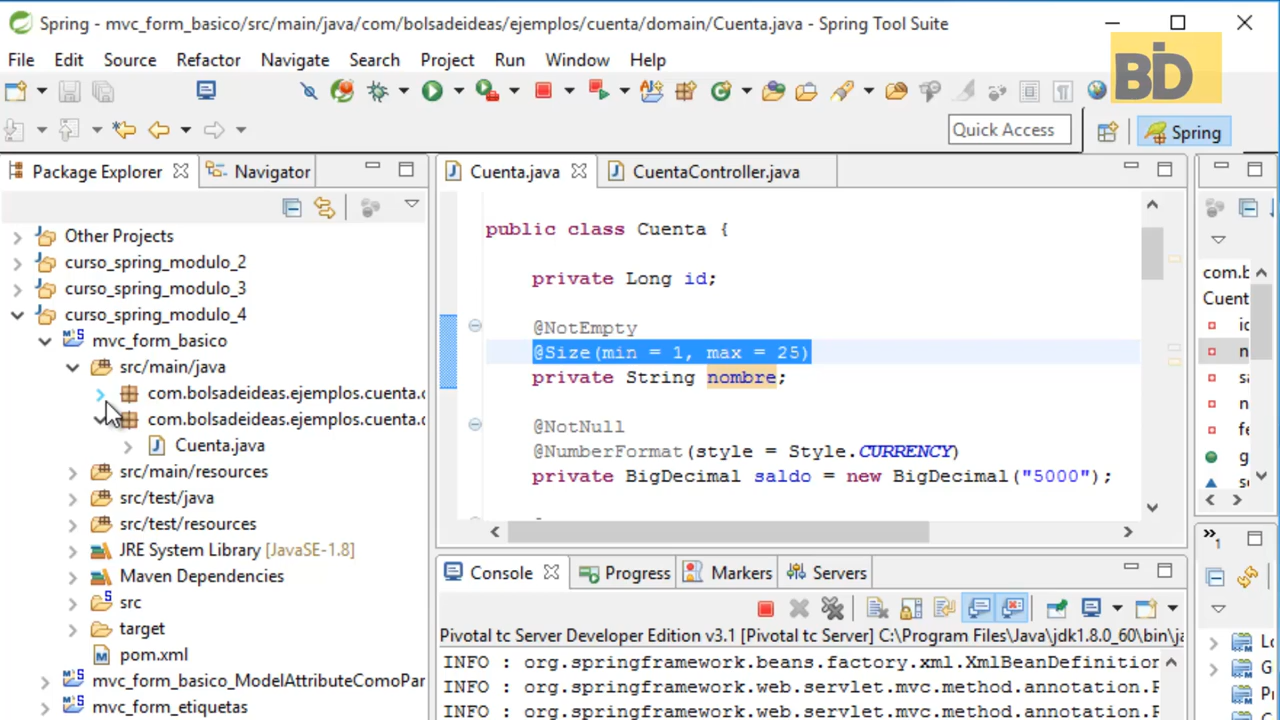 Spring - mvc_form_basico/src/main/java/com/bolsadeideas/ejemplos/cuenta/domain/Cuenta.java - Spring Tool Suite
File Edit Source Refactor Navigate Search Project Run Window Help
BD
Quick Access
Spring
Package Explorer
Navigator
Other Projects
curso_spring_modulo_2
curso_spring_modulo_3
curso_spring_modulo_4
mvc_form_basico
src/main/java
com.bolsadeideas.ejemplos.cuenta.
com.bolsadeideas.ejemplos.cuenta.
Cuenta.java
src/main/resources
src/test/java
src/test/resources
JRE System Library [JavaSE-1.8]
Maven Dependencies
src
target
pom.xml
mvc_form_basico_ModelAttributeComoPar
mvc_form_etiquetas
Cuenta.java
CuentaController.java
public class Cuenta {
private Long id;
@NotEmpty
@Size(min = 1, max = 25)
private String nombre;
@NotNull
@NumberFormat(style = Style.CURRENCY)
private BigDecimal saldo = new BigDecimal("5000");
com.b
Cuent
Console
Progress
Markers
Servers
Pivotal tc Server Developer Edition v3.1 [Pivotal tc Server] C:\Program Files\Java\jdk1.8.0_60\bin\ja
INFO : org.springframework.beans.factory.xml.XmlBeanDefinition
INFO : org.springframework.web.servlet.mvc.method.annotation.
INFO : org.springframework.web.servlet.mvc.method.annotation.